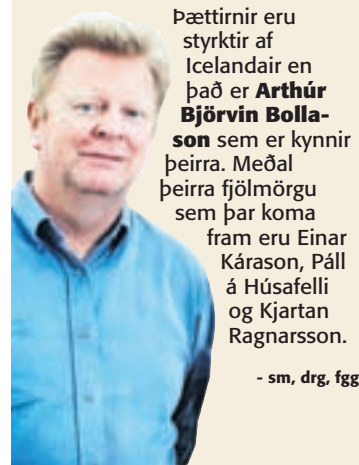 Þættirnir eru
styrktir af
Icelandair en
það er Arthúr
Björvin Bolla-
son sem er kynnir
þeirra. Meðal
þeirra fjölmörgu
sem þar koma
fram eru Einar
Kárason, Páll
á Húsafelli
og Kjartan
Ragnarsson.
- sm, drg, fgg